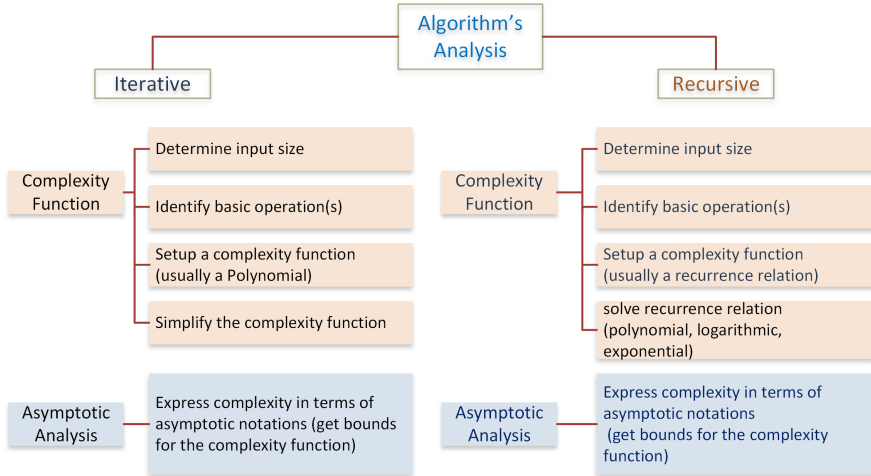 Algorithm's
Analysis
Iterative
Recursive
Complexity
Function
Determine input size
Identify basic operation(s)
Setup a complexity function
(usually a Polynomial)
Simplify the complexity function
Asymptotic
Analysis
Express complexity in terms of
asymptotic notations (get bounds
for the complexity function)
Complexity
Function
Determine input size
Identify basic operation(s)
Setup a complexity function
(usually a recurrence relation)
solve recurrence relation
(polynomial, logarithmic,
exponential)
Asymptotic
Analysis
Express complexity in terms of
asymptotic notations
(get bounds for the complexity
function)